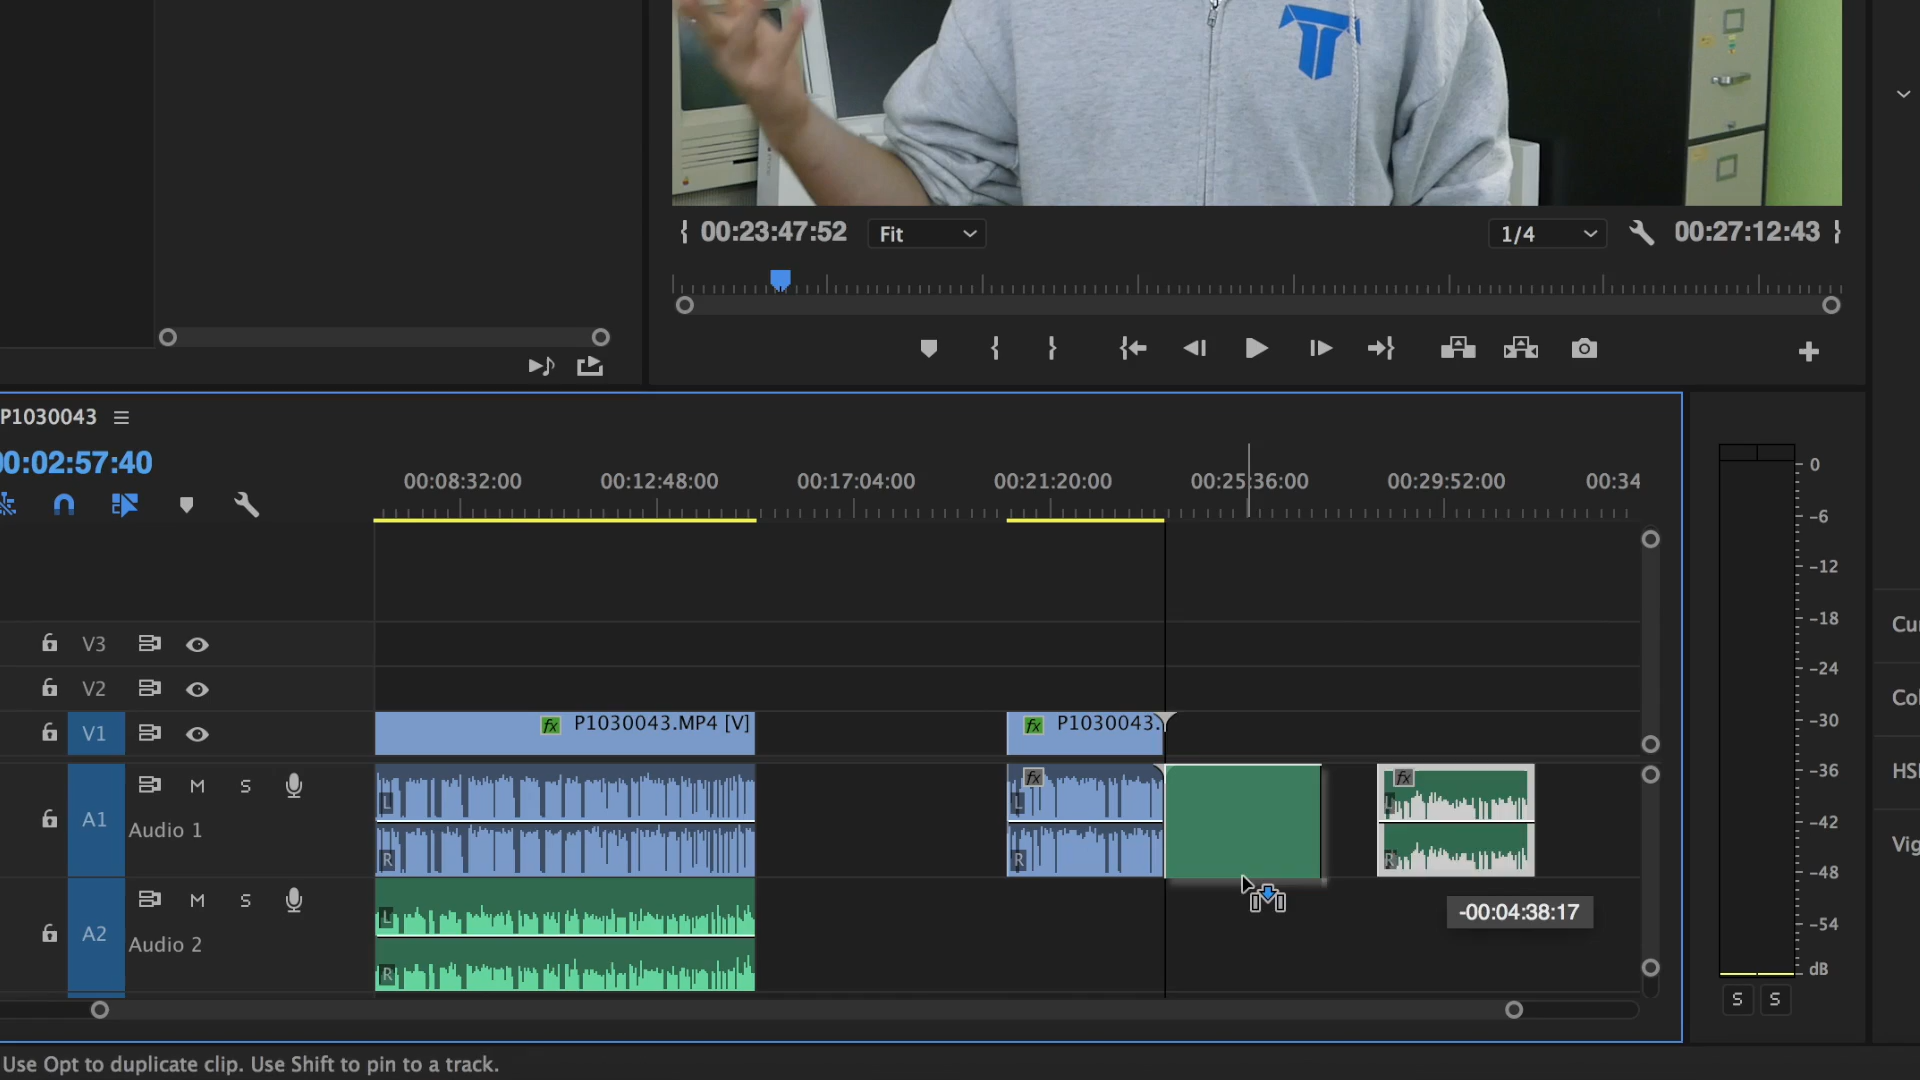 00:23:47:52
Fit
1/4
00:27:12:43
P1030043
00:02:57:40
00:08:32:00
00:12:48:00
00:17:04:00
00:21:20:00
00:25:36:00
00:29:52:00
00:34
V3
V2
V1
fx P1030043.MP4 [V]
fx P1030043.
A1
M
S
Audio 1
L
R
fx
L
R
fx
L
R
A2
M
S
Audio 2
L
R
-00:04:38:17
0
-6
-12
-18
-24
-30
-36
-42
-48
-54
dB
S
S
Cu
Co
HS
Vig
Use Opt to duplicate clip. Use Shift to pin to a track.